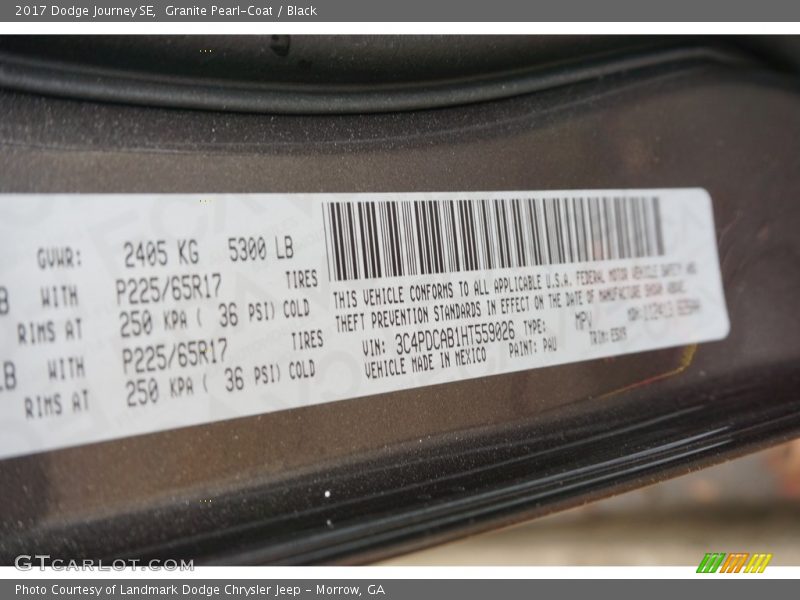 2017 Dodge Journey SE, Granite Pearl-Coat / Black
GVWR: 2405 KG 5300 LB
B WITH P225/65R17 TIRES
RIMS AT 250 KPA ( 36 PSI) COLD
LB WITH P225/65R17 TIRES
RIMS AT 250 KPA ( 36 PSI) COLD
THIS VEHICLE CONFORMS TO ALL APPLICABLE U.S.A. FEDERAL MOTOR VEHICLE SAFETY AND
THEFT PREVENTION STANDARDS IN EFFECT ON THE DATE OF MANUFACTURE SHOWN ABOVE.
VIN: 3C4PDCAB1HT559026 TYPE: MPV
VEHICLE MADE IN MEXICO PAINT: PAU TRIM:
GTCARLOT.COM
Photo Courtesy of Landmark Dodge Chrysler Jeep - Morrow, GA